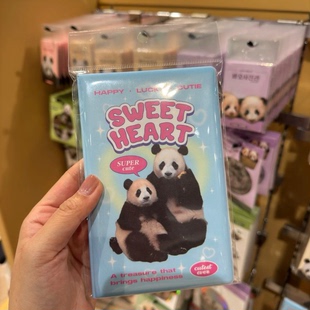 HAPPY · LUCKY · CUTIE
SWEET
HEART
SUPER
cute
A treasure that
brings happiness